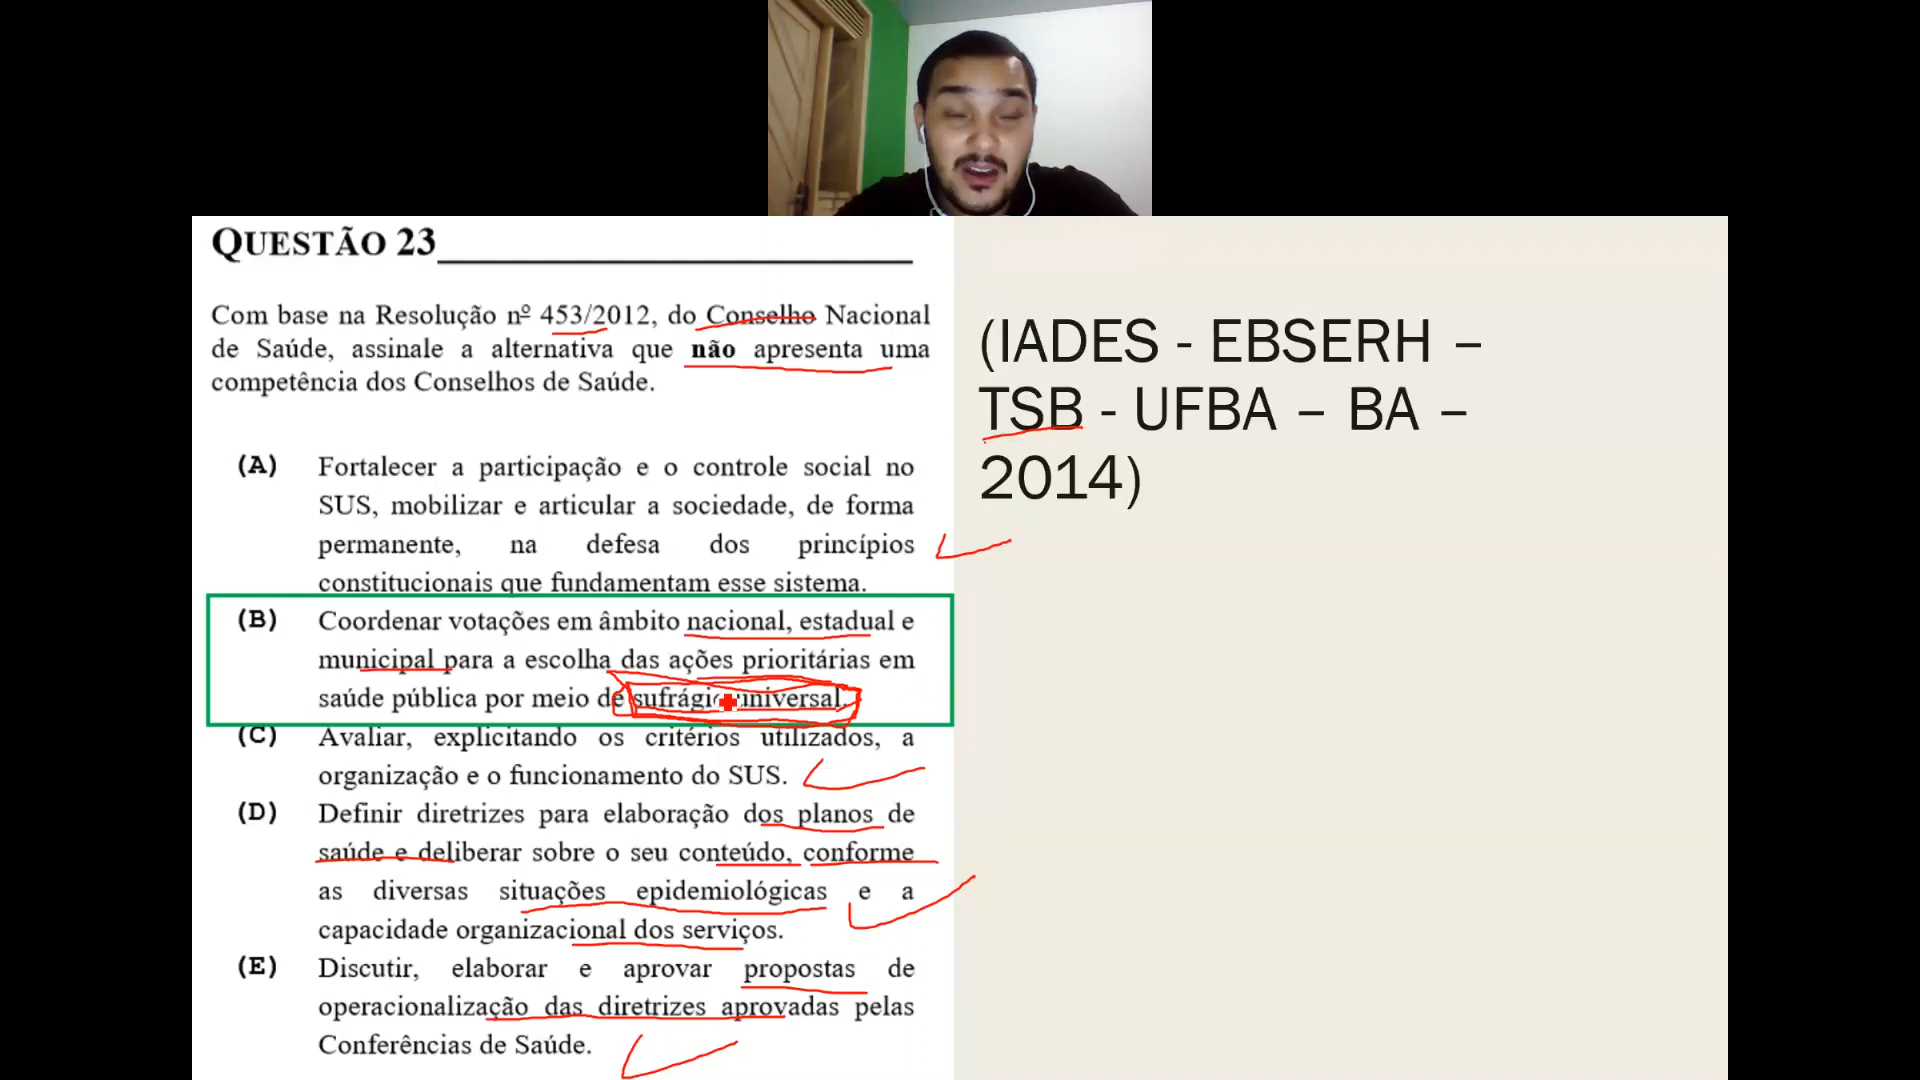 QUESTÃO 23
Com base na Resolução nº 453/2012, do Conselho Nacional
de Saúde, assinale a alternativa que não apresenta uma
competência dos Conselhos de Saúde.
(A) Fortalecer a participação e o controle social no
SUS, mobilizar e articular a sociedade, de forma
permanente, na defesa dos princípios
constitucionais que fundamentam esse sistema.
(B) Coordenar votações em âmbito nacional, estadual e
municipal para a escolha das ações prioritárias em
saúde pública por meio de sufrágio universal.
(C) Avaliar, explicitando os critérios utilizados, a
organização e o funcionamento do SUS.
(D) Definir diretrizes para elaboração dos planos de
saúde e deliberar sobre o seu conteúdo, conforme
as diversas situações epidemiológicas e a
capacidade organizacional dos serviços.
(E) Discutir, elaborar e aprovar propostas de
operacionalização das diretrizes aprovadas pelas
Conferências de Saúde.
(IADES - EBSERH –
TSB - UFBA – BA –
2014)